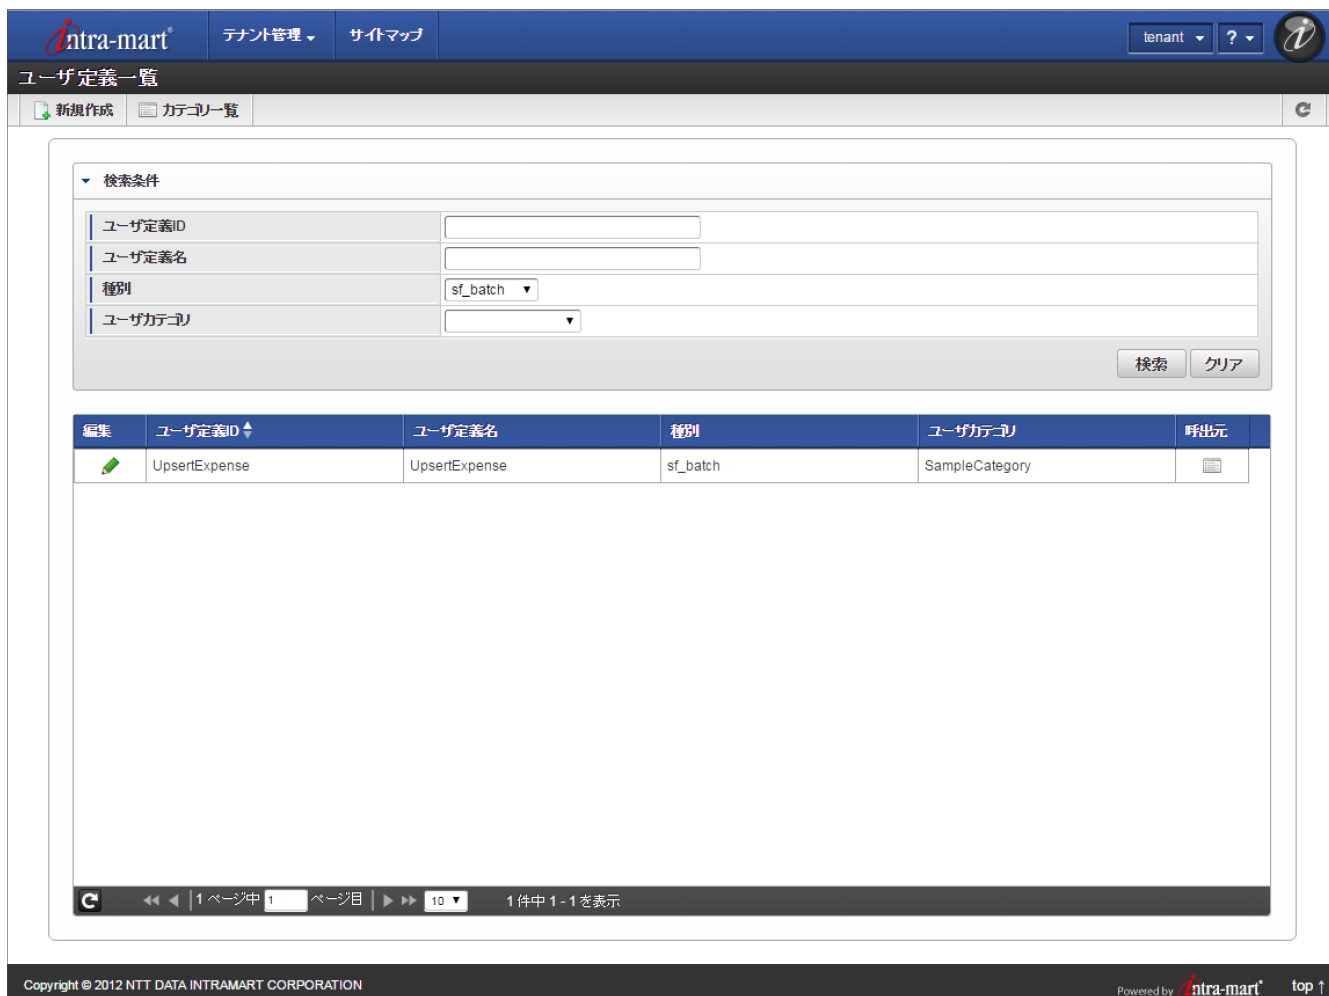 intra-mart® テナント管理 サイトマップ tenant ?
ユーザ定義一覧
新規作成 カテゴリ一覧
検索条件
ユーザ定義ID
ユーザ定義名
種別 sf_batch
ユーザカテゴリ
検索 クリア
編集 ユーザ定義ID ユーザ定義名 種別 ユーザカテゴリ 呼出元
UpsertExpense UpsertExpense sf_batch SampleCategory
1 ページ中 1 ページ目 10 1 件中 1 - 1 を表示
Copyright © 2012 NTT DATA INTRAMART CORPORATION Powered by intra-mart® top ↑